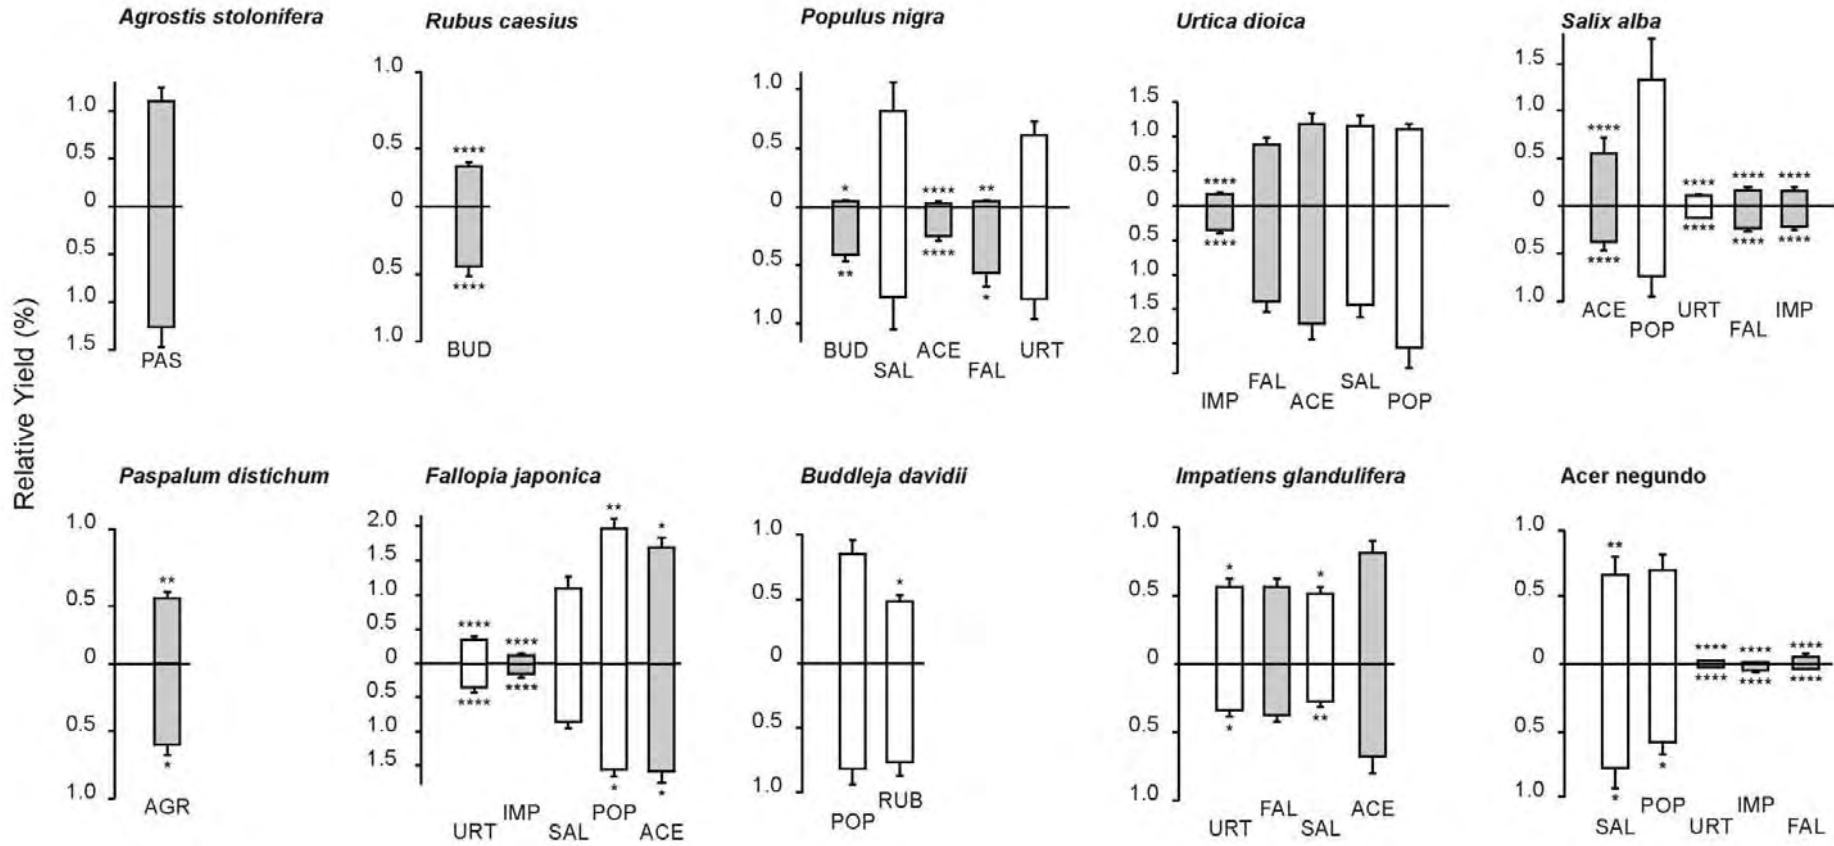 Relative Yield (%)
Agrostis stolonifera
1.0
0.5
0
0.5
1.0
1.5
PAS
Rubus caesius
1.0
0.5
0
0.5
1.0
****
****
BUD
Populus nigra
1.0
0.5
0
0.5
1.0
* **** **
** **** *
BUD SAL ACE FAL URT
Urtica dioica
1.5
1.0
0.5
0
0.5
1.0
1.5
2.0
****
****
IMP FAL ACE SAL POP
Salix alba
1.5
1.0
0.5
0
0.5
1.0
**** **** **** ****
**** **** **** ****
ACE POP URT FAL IMP
Paspalum distichum
1.0
0.5
0
0.5
1.0
**
*
AGR
Fallopia japonica
2.0
1.5
1.0
0.5
0
0.5
1.0
1.5
**** **** ** *
**** **** * *
URT IMP SAL POP ACE
Buddleja davidii
1.0
0.5
0
0.5
1.0
*
POP RUB
Impatiens glandulifera
1.0
0.5
0
0.5
1.0
* *
* **
URT FAL SAL ACE
Acer negundo
1.0
0.5
0
0.5
1.0
** **** **** ****
* * **** **** ****
SAL POP URT IMP FAL